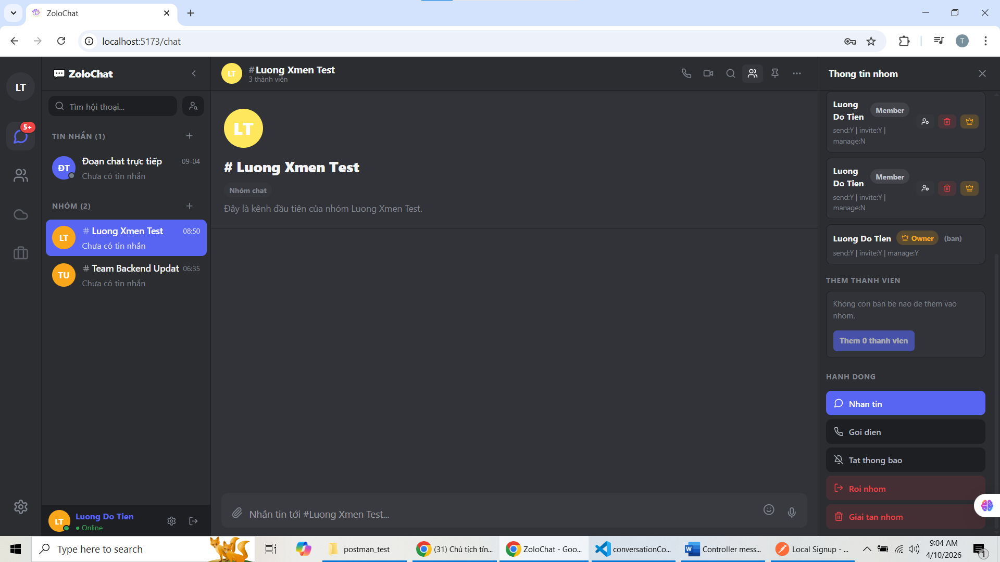 ZoloChat
localhost:5173/chat
T
LT
5+
ZoloChat
Tìm hội thoại...
TIN NHẮN (1)
ĐT
Đoạn chat trực tiếp
09-04
Chưa có tin nhắn
NHÓM (2)
LT
# Luong Xmen Test
08:50
Chưa có tin nhắn
TU
# Team Backend Updat
06:35
Chưa có tin nhắn
LT
Luong Do Tien
● Online
LT
# Luong Xmen Test
3 thành viên
LT
# Luong Xmen Test
Nhóm chat
Đây là kênh đầu tiên của nhóm Luong Xmen Test.
Nhắn tin tới #Luong Xmen Test...
Thong tin nhom
Luong
Do Tien
Member
send:Y | invite:Y |
manage:N
Luong
Do Tien
Member
send:Y | invite:Y |
manage:N
Luong Do Tien
Owner
(ban)
send:Y | invite:Y | manage:Y
THEM THANH VIEN
Khong con ban be nao de them vao
nhom.
Them 0 thanh vien
HANH DONG
Nhan tin
Goi dien
Tat thong bao
Roi nhom
Giai tan nhom
Type here to search
postman_test
(31) Chủ tịch tỉn...
ZoloChat - Goo...
conversationCo...
Controller mess...
Local Signup - ...
9:04 AM
4/10/2026
1